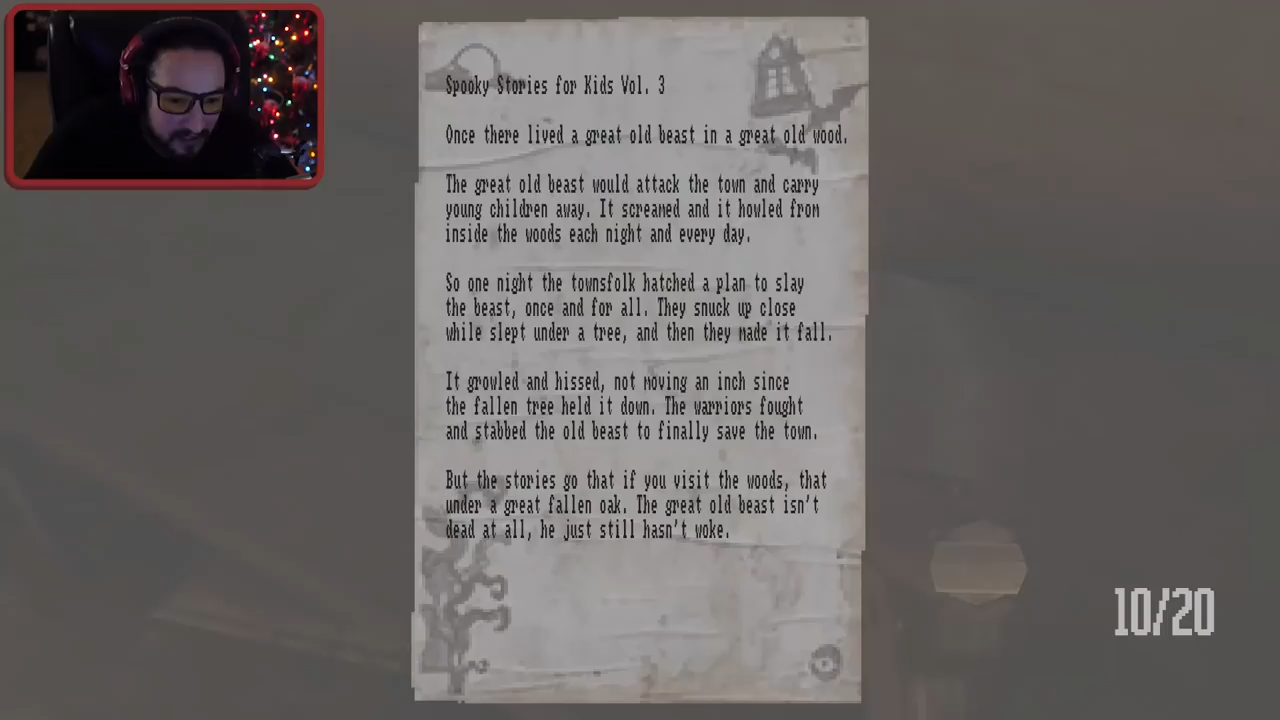 Spooky Stories for Kids Vol. 3
Once there lived a great old beast in a great old wood.
The great old beast would attack the town and carry
young children away. It screamed and it howled from
inside the woods each night and every day.
So one night the townsfolk hatched a plan to slay
the beast, once and for all. They snuck up close
while slept under a tree, and then they made it fall.
It growled and hissed, not moving an inch since
the fallen tree held it down. The warriors fought
and stabbed the old beast to finally save the town.
But the stories go that if you visit the woods, that
under a great fallen oak. The great old beast isn't
dead at all, he just still hasn't woke.
10/20